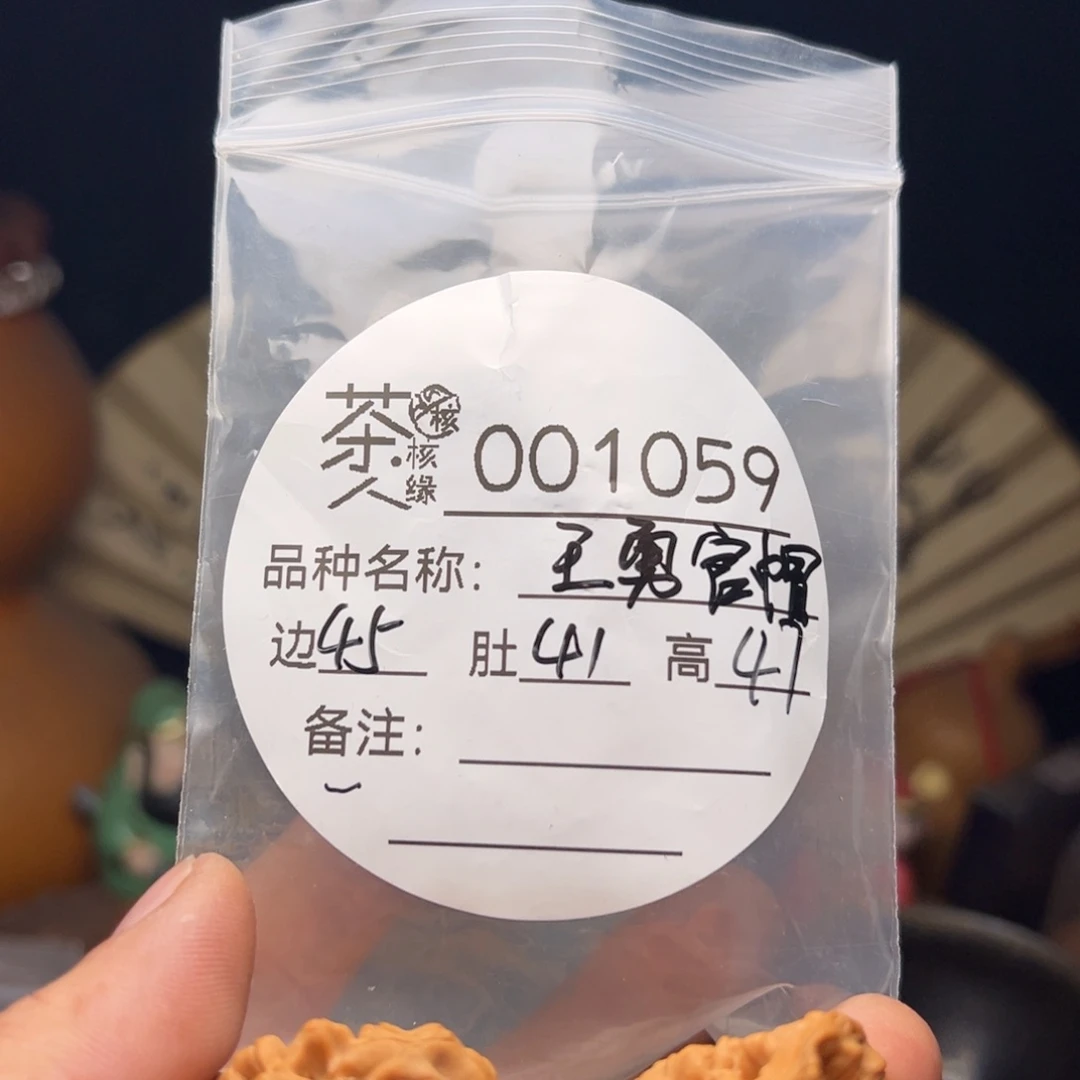 茶人
核
核缘
001059
品种名称: 王勇官帽
边45 肚41 高41
备注: